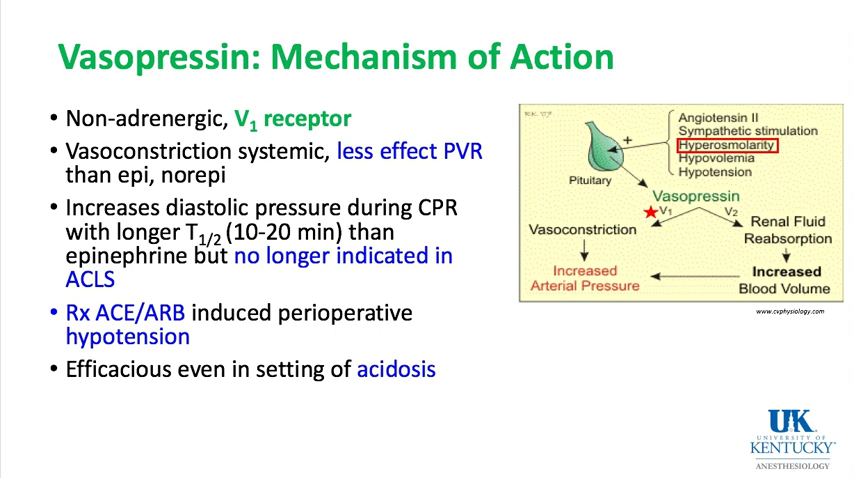 Vasopressin: Mechanism of Action
• Non-adrenergic, V1 receptor
• Vasoconstriction systemic, less effect PVR
than epi, norepi
• Increases diastolic pressure during CPR
with longer T1/2 (10-20 min) than
epinephrine but no longer indicated in
ACLS
• Rx ACE/ARB induced perioperative
hypotension
• Efficacious even in setting of acidosis
Angiotensin II
Sympathetic stimulation
Hyperosmolarity
Hypovolemia
Hypotension
+
Pituitary
Vasopressin
V1
V2
Vasoconstriction
Renal Fluid
Reabsorption
Increased
Arterial Pressure
Increased
Blood Volume
www.cvphysiology.com
UK
UNIVERSITY OF
KENTUCKY
ANESTHESIOLOGY